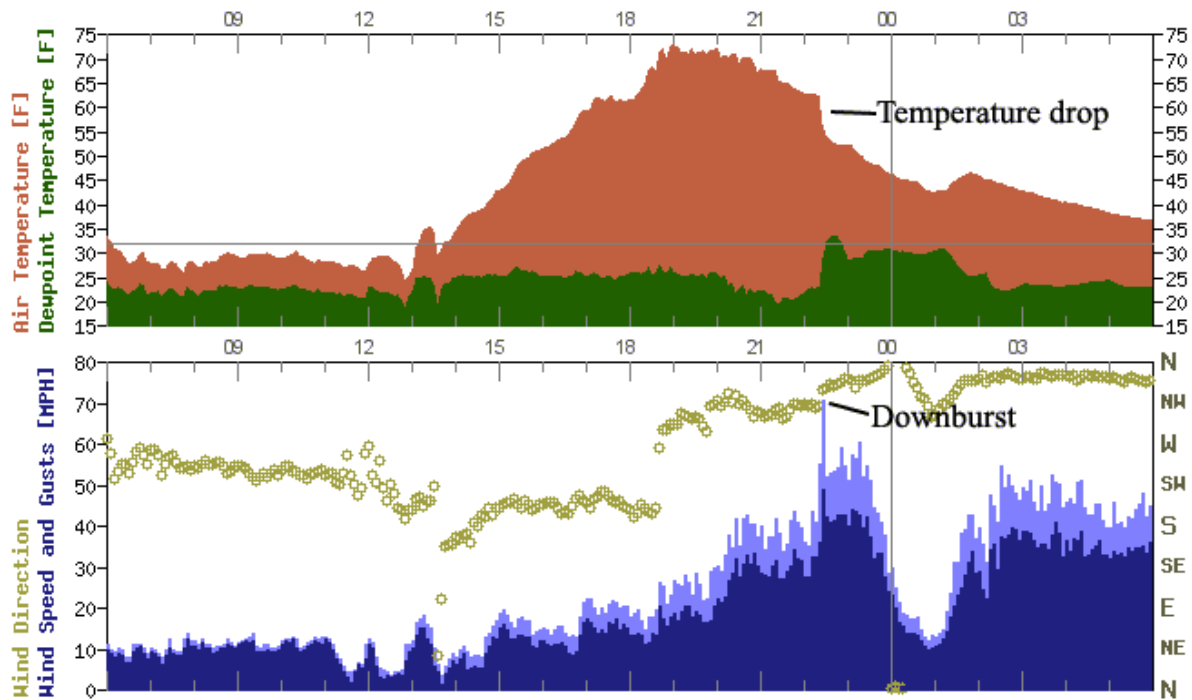 09 12 15 18 21 00 03
Air Temperature [F]
Dewpoint Temperature [F]
75 75
70 70
65 65
60 60
55 55
50 50
45 45
40 40
35 35
30 30
25 25
20 20
15 15
Temperature drop
09 12 15 18 21 00 03
Wind Direction
Wind Speed and Gusts [MPH]
80 N
70 NW
60 W
50 SW
40 S
30 SE
20 E
10 NE
0 N
Downburst